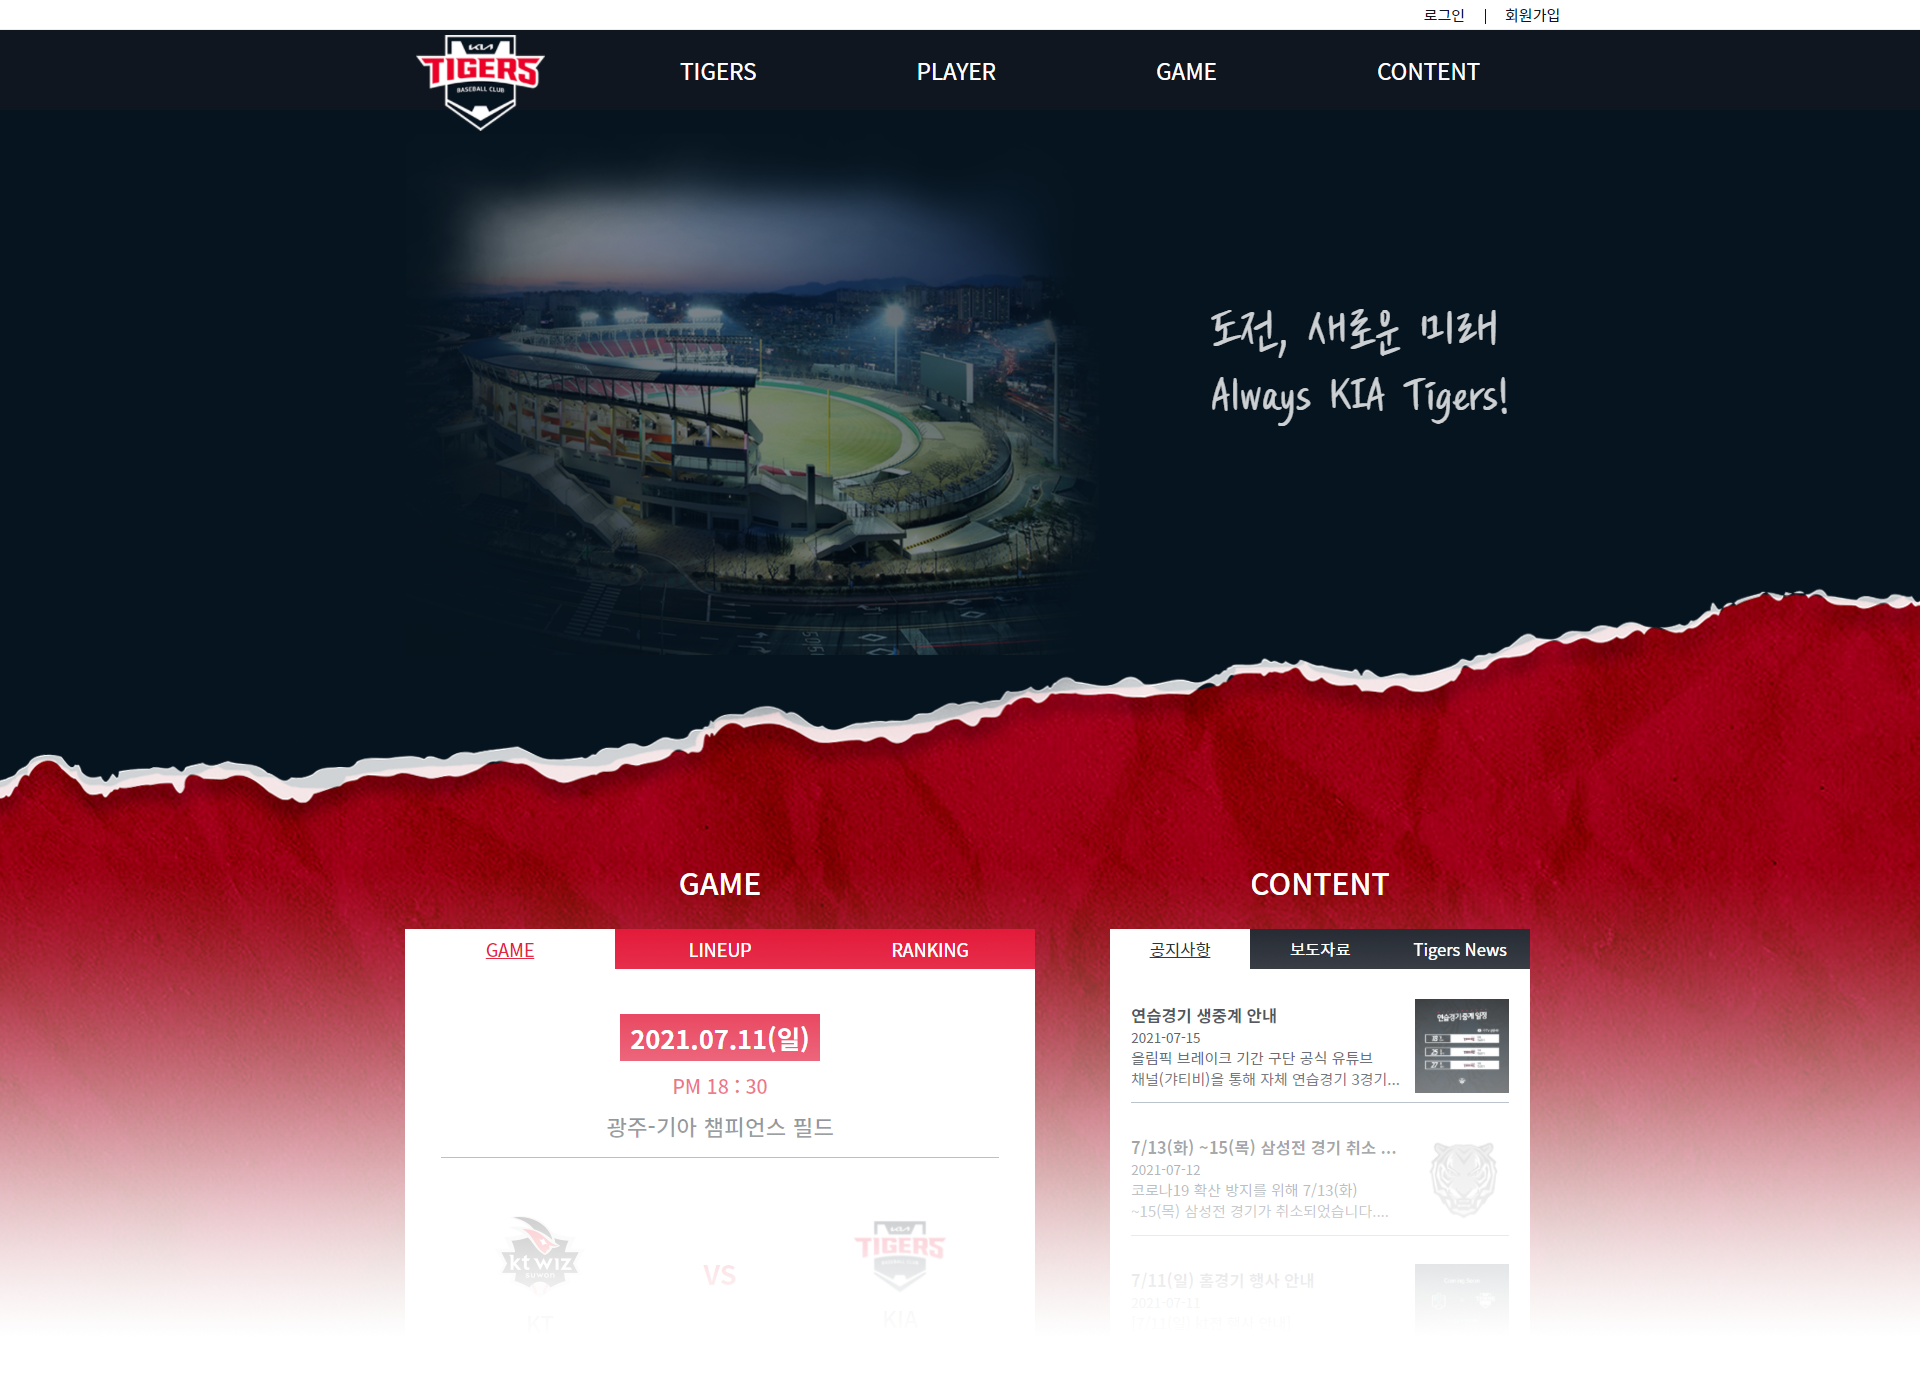 로그인 | 회원가입
KIA
TIGERS
BASEBALL CLUB
TIGERS PLAYER GAME CONTENT
도전, 새로운 미래
Always KIA Tigers!
GAME
GAME LINEUP RANKING
2021.07.11(일)
PM 18 : 30
광주-기아 챔피언스 필드
kt wiz
suwon
KT
VS
TIGERS
KIA
CONTENT
공지사항 보도자료 Tigers News
연습경기 생중계 안내
2021-07-15
올림픽 브레이크 기간 구단 공식 유튜브
채널(갸티비)을 통해 자체 연습경기 3경기...
연습경기 중계 일정
7/13(화) ~15(목) 삼성전 경기 취소 ...
2021-07-12
코로나19 확산 방지를 위해 7/13(화)
~15(목) 삼성전 경기가 취소되었습니다....
7/11(일) 홈경기 행사 안내
2021-07-11